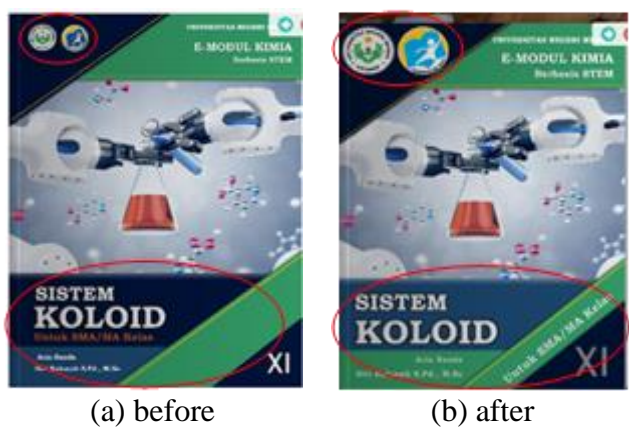 UNIVERSITAS NEGERI
E-MODUL KIMIA
Berbasis STEM
SISTEM
KOLOID
Untuk SMA/MA Kelas
XI
(a) before
UNIVERSITAS NEGERI
E-MODUL KIMIA
Berbasis STEM
SISTEM
KOLOID
Untuk SMA/MA Kelas
XI
(b) after